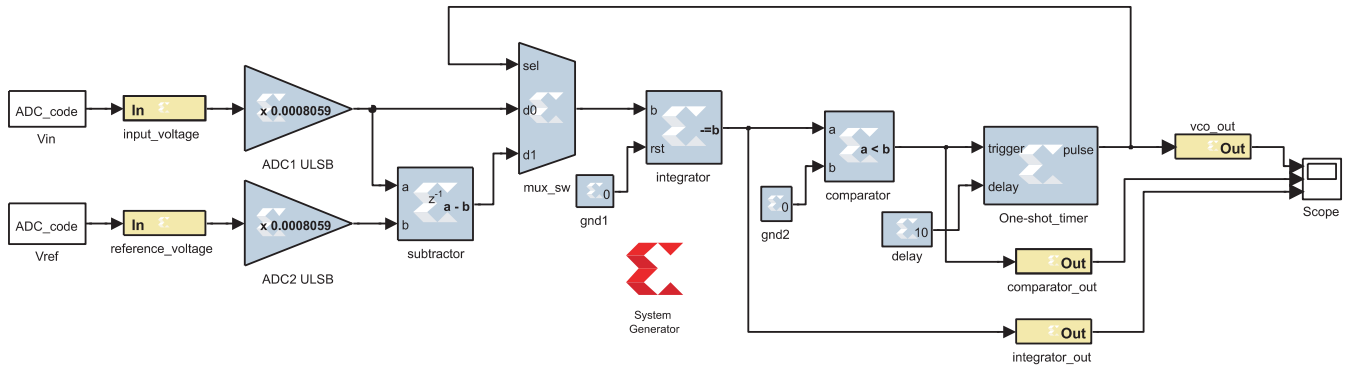 ADC_code
Vin
In
input_voltage
x 0.0008059
ADC1 ULSB
ADC_code
Vref
In
reference_voltage
x 0.0008059
ADC2 ULSB
a
b
z-1
a - b
subtractor
sel
d0
d1
mux_sw
0
gnd1
b
rst
-=b
integrator
System
Generator
0
gnd2
a
b
a < b
comparator
10
delay
trigger
delay
pulse
One-shot_timer
vco_out
Out
Out
comparator_out
Out
integrator_out
Scope